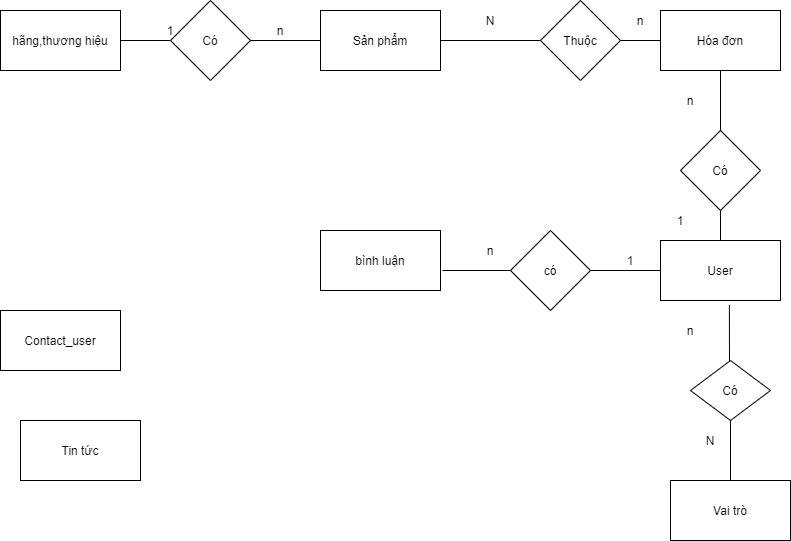 hãng,thương hiệu
1
Có
n
Sản phẩm
N
Thuộc
n
Hóa đơn
n
Có
1
bình luận
n
có
1
User
Contact_user
n
Có
N
Tin tức
Vai trò